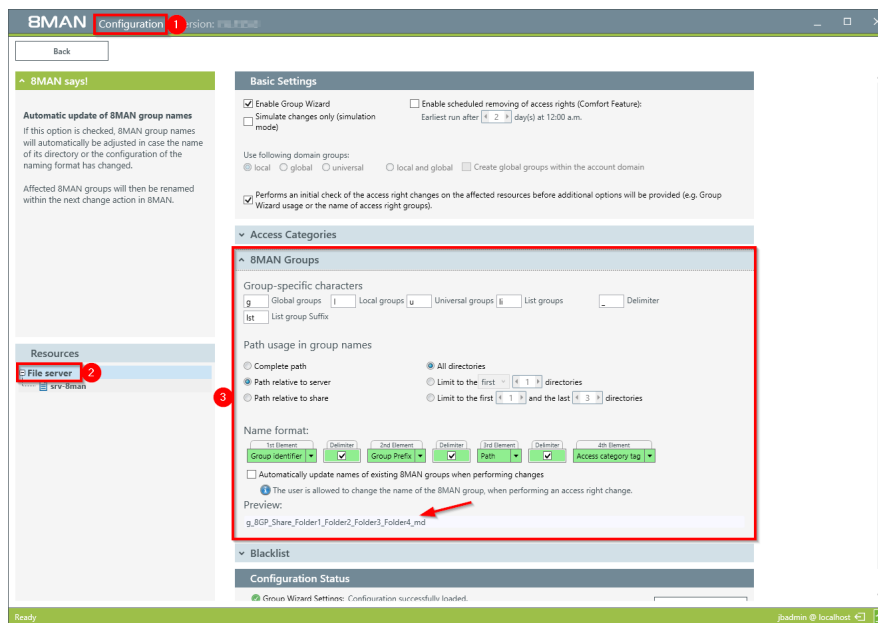 8MAN Configuration 1 ersion:
Back
8MAN says!
Automatic update of 8MAN group names
If this option is checked, 8MAN group names
will automatically be adjusted in case the name
of its directory or the configuration of the
naming format has changed.
Affected 8MAN groups will then be renamed
within the next change action in 8MAN.
Resources
File server 2
srv-8man
Basic Settings
Enable Group Wizard
Simulate changes only (simulation
mode)
Enable scheduled removing of access rights (Comfort Feature):
Earliest run after 2 day(s) at 12:00 a.m.
Use following domain groups:
local global universal local and global Create global groups within the account domain
Performs an initial check of the access right changes on the affected resources before additional options will be provided (e.g. Group
Wizard usage or the name of access right groups).
Access Categories
8MAN Groups
Group-specific characters
g Global groups l Local groups u Universal groups li List groups _ Delimiter
lst List group Suffix
Path usage in group names
Complete path All directories
Path relative to server Limit to the first 1 directories
3 Path relative to share Limit to the first 1 and the last 3 directories
Name format:
1st Element Delimiter 2nd Element Delimiter 3rd Element Delimiter 4th Element
Group identifier Group Prefix Path Access category tag
Automatically update names of existing 8MAN groups when performing changes
The user is allowed to change the name of the 8MAN group, when performing an access right change.
Preview:
g_8GP_Share_Folder1_Folder2_Folder3_Folder4_md
Blacklist
Configuration Status
Group Wizard Settings: Configuration successfully loaded.
Ready jbadmin @ localhost